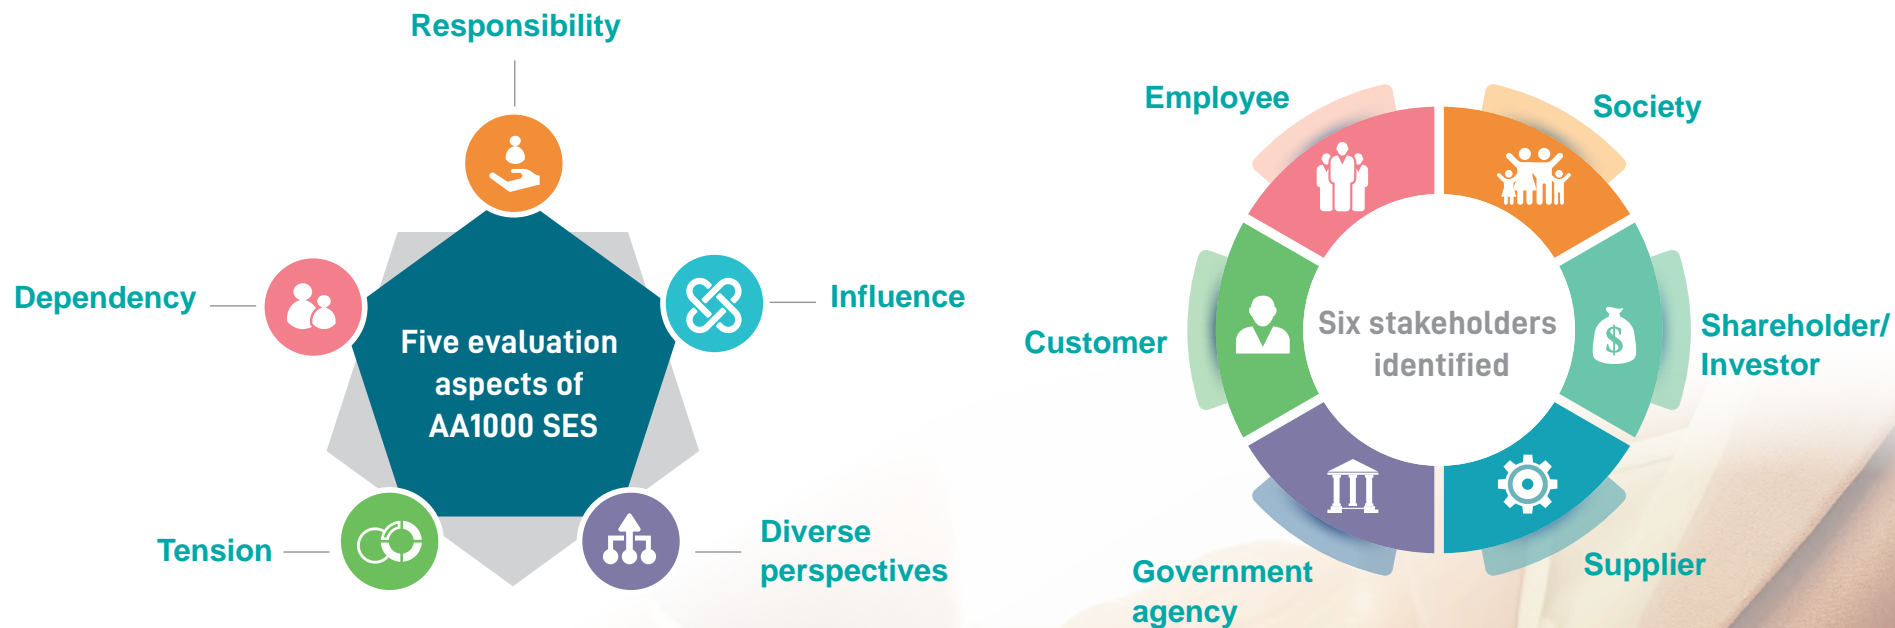 Responsibility
Dependency
Influence
Five evaluation
aspects of
AA1000 SES
Tension
Diverse
perspectives
Employee
Society
Customer
Six stakeholders
identified
$
Shareholder/
Investor
Government
agency
Supplier